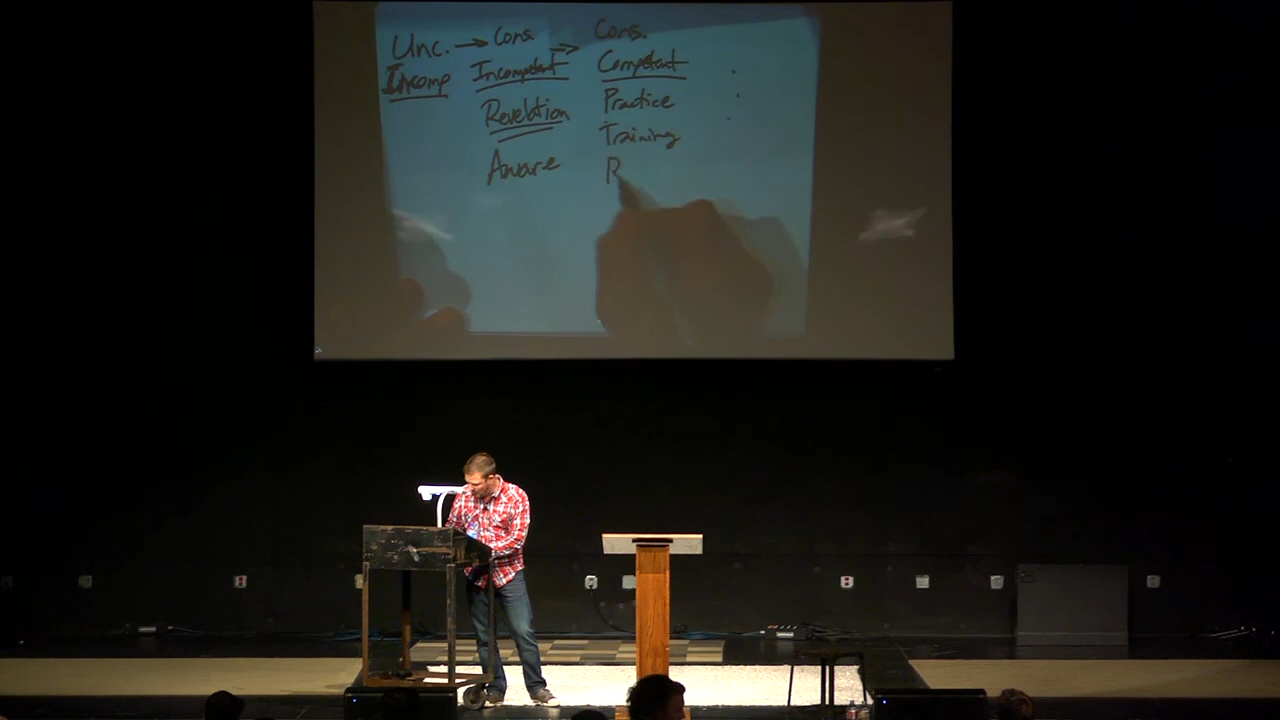 Unc. → Cons. → Cons.
Incomp Incompetent Competent
Revelation Practice
Training
Aware R